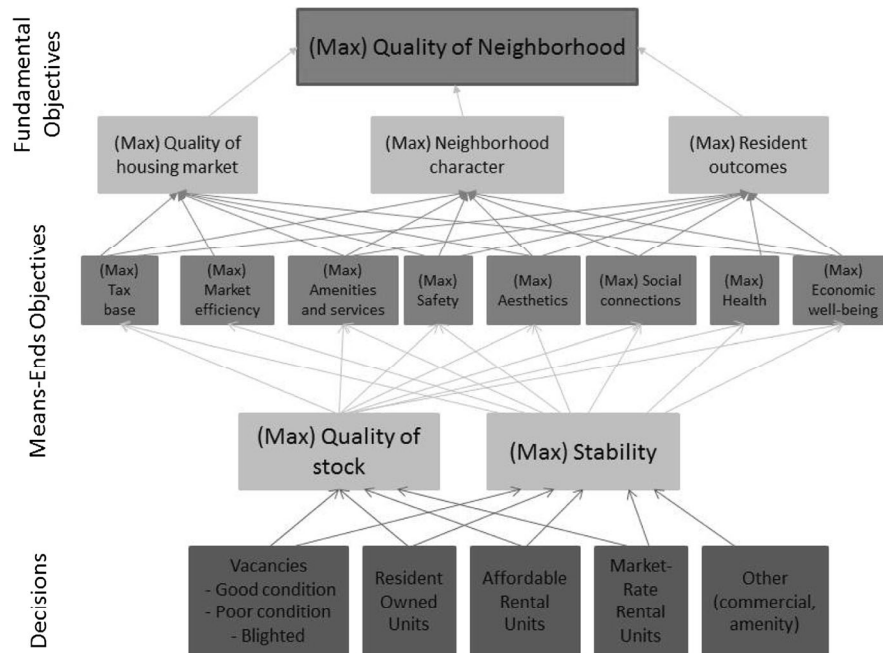 Fundamental
Objectives
(Max) Quality of Neighborhood
(Max) Quality of
housing market
(Max) Neighborhood
character
(Max) Resident
outcomes
Means-Ends Objectives
(Max)
Tax
base
(Max)
Market
efficiency
(Max)
Amenities
and services
(Max)
Safety
(Max)
Aesthetics
(Max) Social
connections
(Max)
Health
(Max)
Economic
well-being
(Max) Quality of
stock
(Max) Stability
Decisions
Vacancies
- Good condition
- Poor condition
- Blighted
Resident
Owned
Units
Affordable
Rental
Units
Market-
Rate
Rental
Units
Other
(commercial,
amenity)